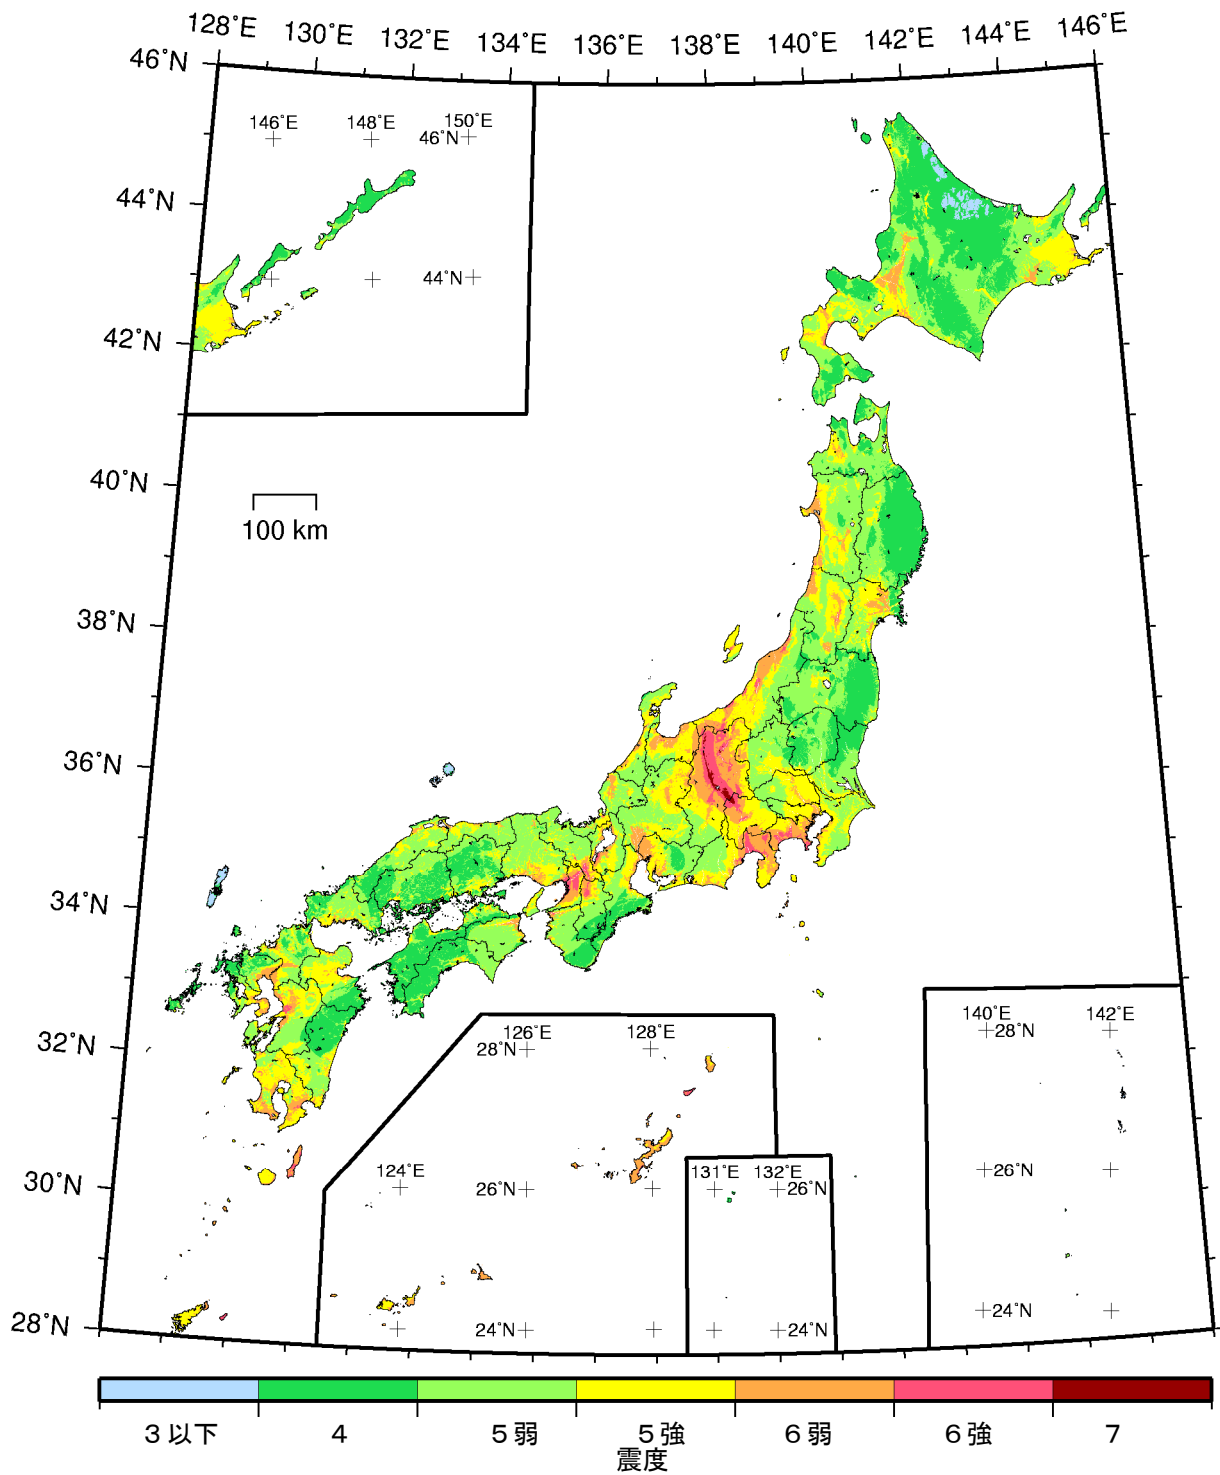 128°E 130°E 132°E 134°E 136°E 138°E 140°E 142°E 144°E 146°E
46°N
146°E 148°E 150°E
46°N
44°N
44°N
42°N
40°N
100 km
38°N
36°N
34°N
32°N
126°E 128°E
28°N
140°E 142°E
28°N
124°E
26°N
131°E 132°E
26°N
26°N
30°N
24°N
24°N
24°N
28°N
3以下 4 5弱 5強 6弱 6強 7
震度